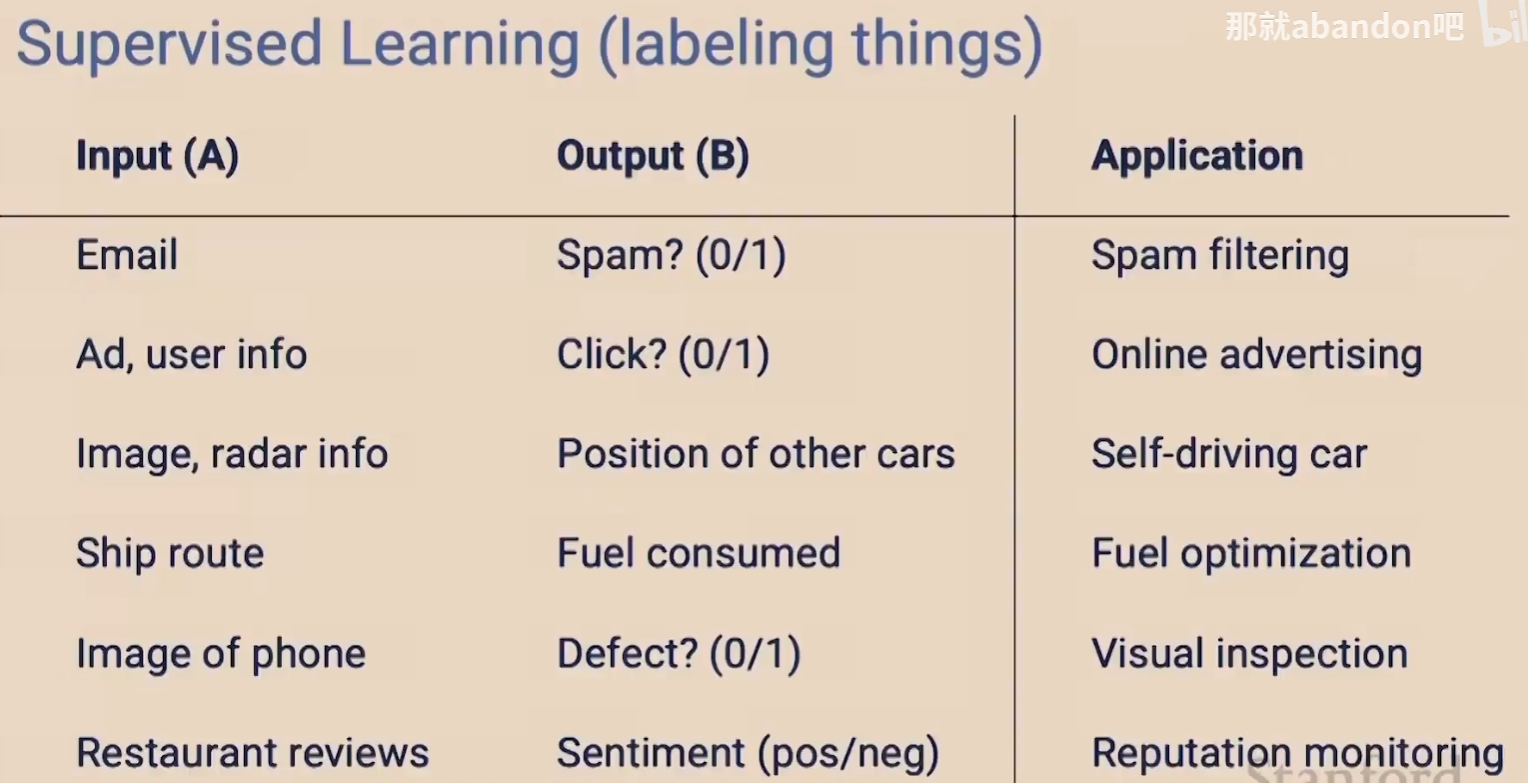 那就abandon吧 bil
Supervised Learning (labeling things)
Input (A) Output (B) Application
Email Spam? (0/1) Spam filtering
Ad, user info Click? (0/1) Online advertising
Image, radar info Position of other cars Self-driving car
Ship route Fuel consumed Fuel optimization
Image of phone Defect? (0/1) Visual inspection
Restaurant reviews Sentiment (pos/neg) Reputation monitoring
Stanford